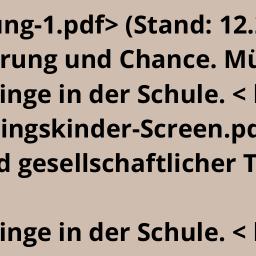 ung-1.pdf> (Stand: 12.
rung und Chance. Mü
inge in der Schule. <
ingskinder-Screen.pd
d gesellschaftlicher T
inge in der Schule. <